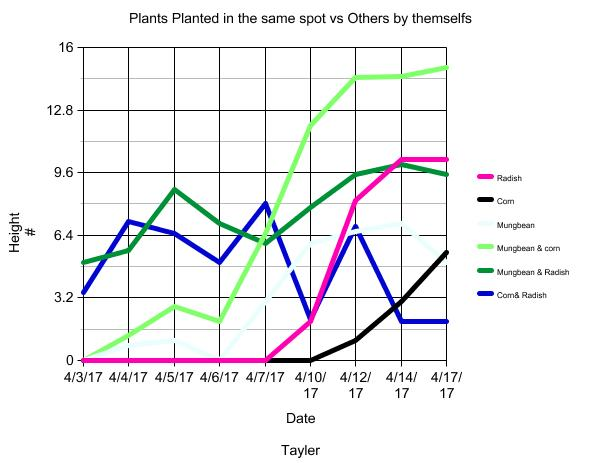 Plants Planted in the same spot vs Others by themselfs
16
12.8
9.6
6.4
3.2
0
Height
#
4/3/17 4/4/17 4/5/17 4/6/17 4/7/17 4/10/17 4/12/17 4/14/17 4/17/17
Date
Tayler
Radish
Corn
Mungbean
Mungbean & corn
Mungbean & Radish
Corn& Radish